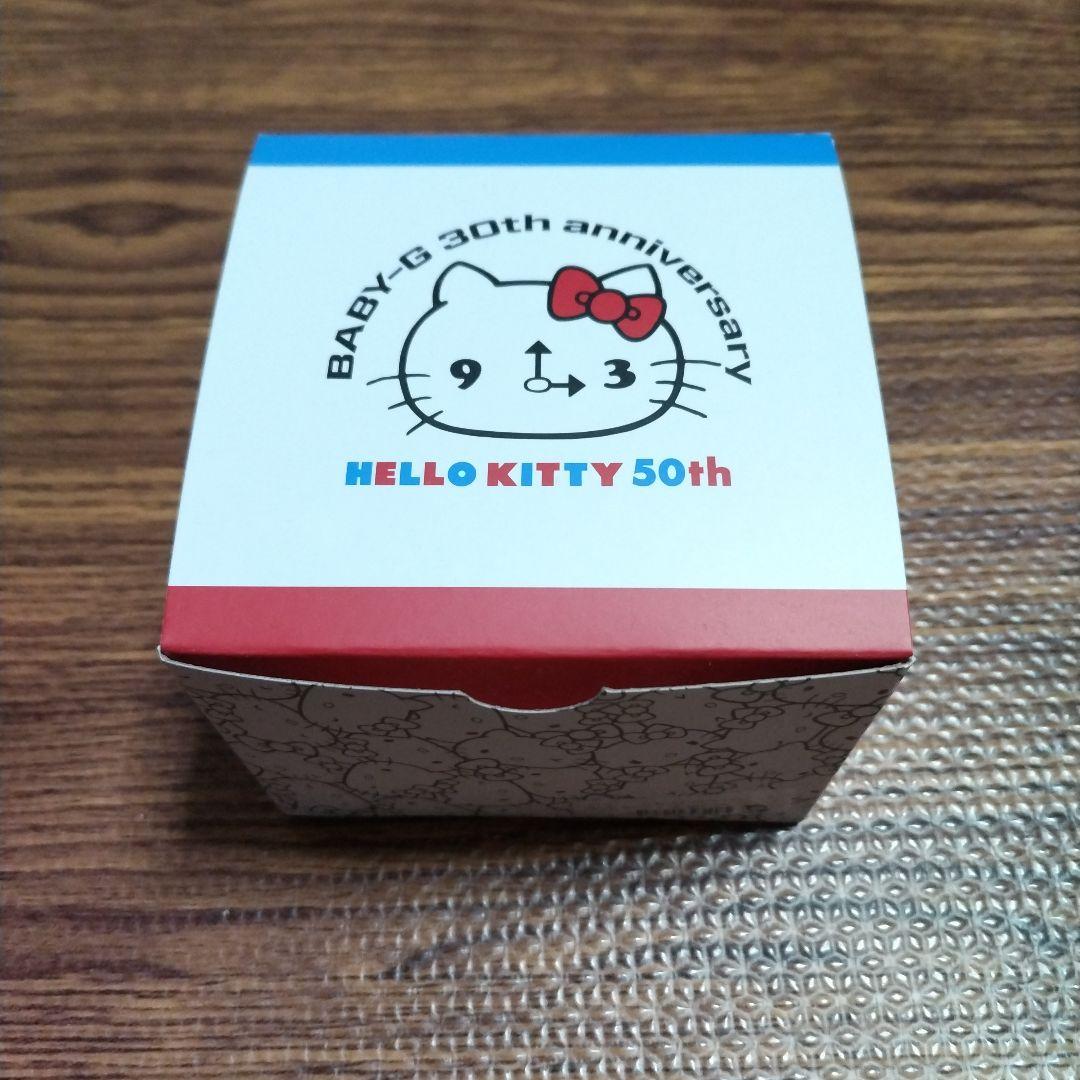 BABY-G 30th anniversary
9 3
HELLO KITTY 50th